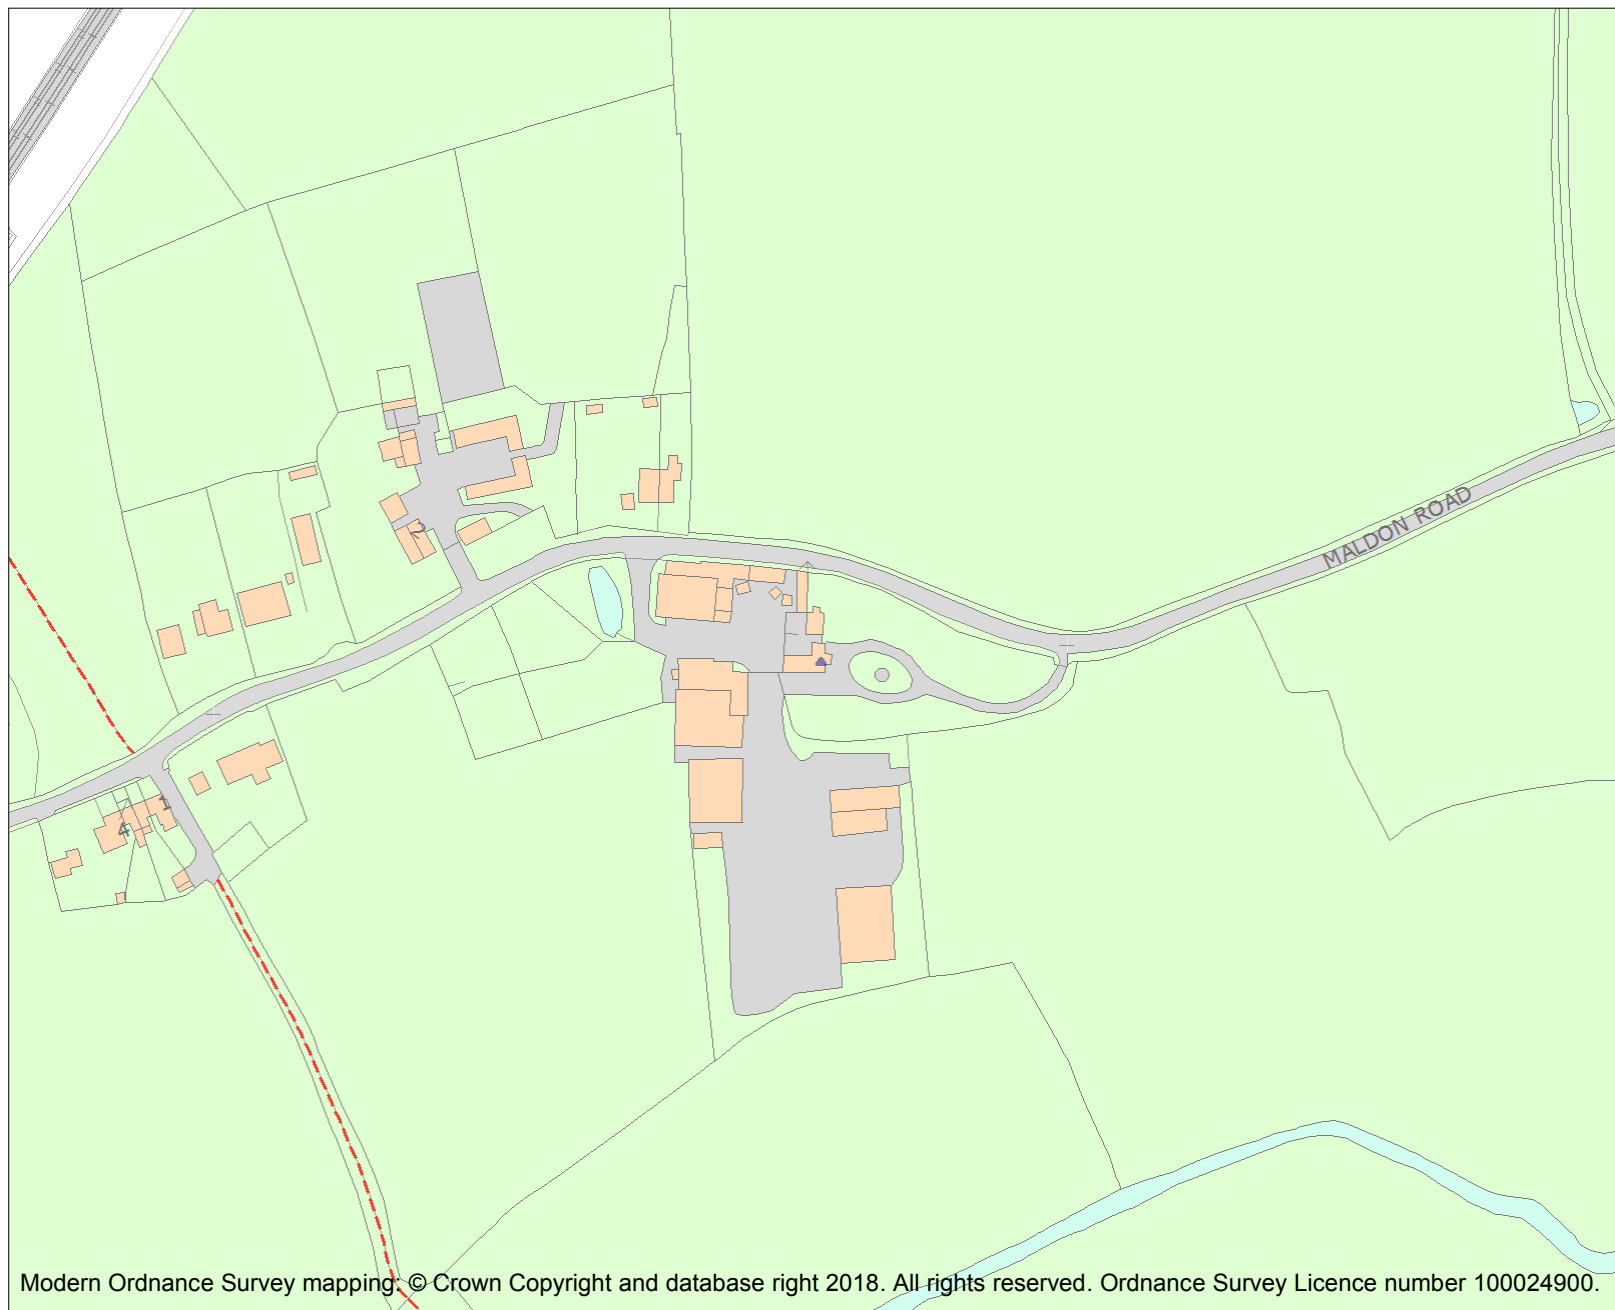 2
MALDON ROAD
1
4
Modern Ordnance Survey mapping: © Crown Copyright and database right 2018. All rights reserved. Ordnance Survey Licence number 100024900.